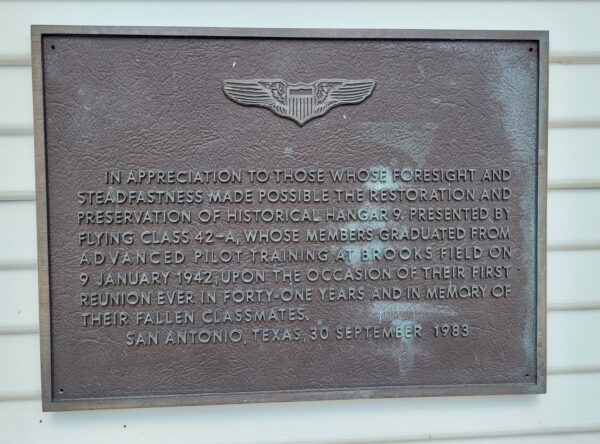 IN APPRECIATION TO THOSE WHOSE FORESIGHT AND
STEADFASTNESS MADE POSSIBLE THE RESTORATION AND
PRESERVATION OF HISTORICAL HANGAR 9. PRESENTED BY
FLYING CLASS 42-A, WHOSE MEMBERS GRADUATED FROM
ADVANCED PILOT TRAINING AT BROOKS FIELD ON
9 JANUARY 1942, UPON THE OCCASION OF THEIR FIRST
REUNION EVER IN FORTY-ONE YEARS AND IN MEMORY OF
THEIR FALLEN CLASSMATES.
SAN ANTONIO, TEXAS, 30 SEPTEMBER 1983